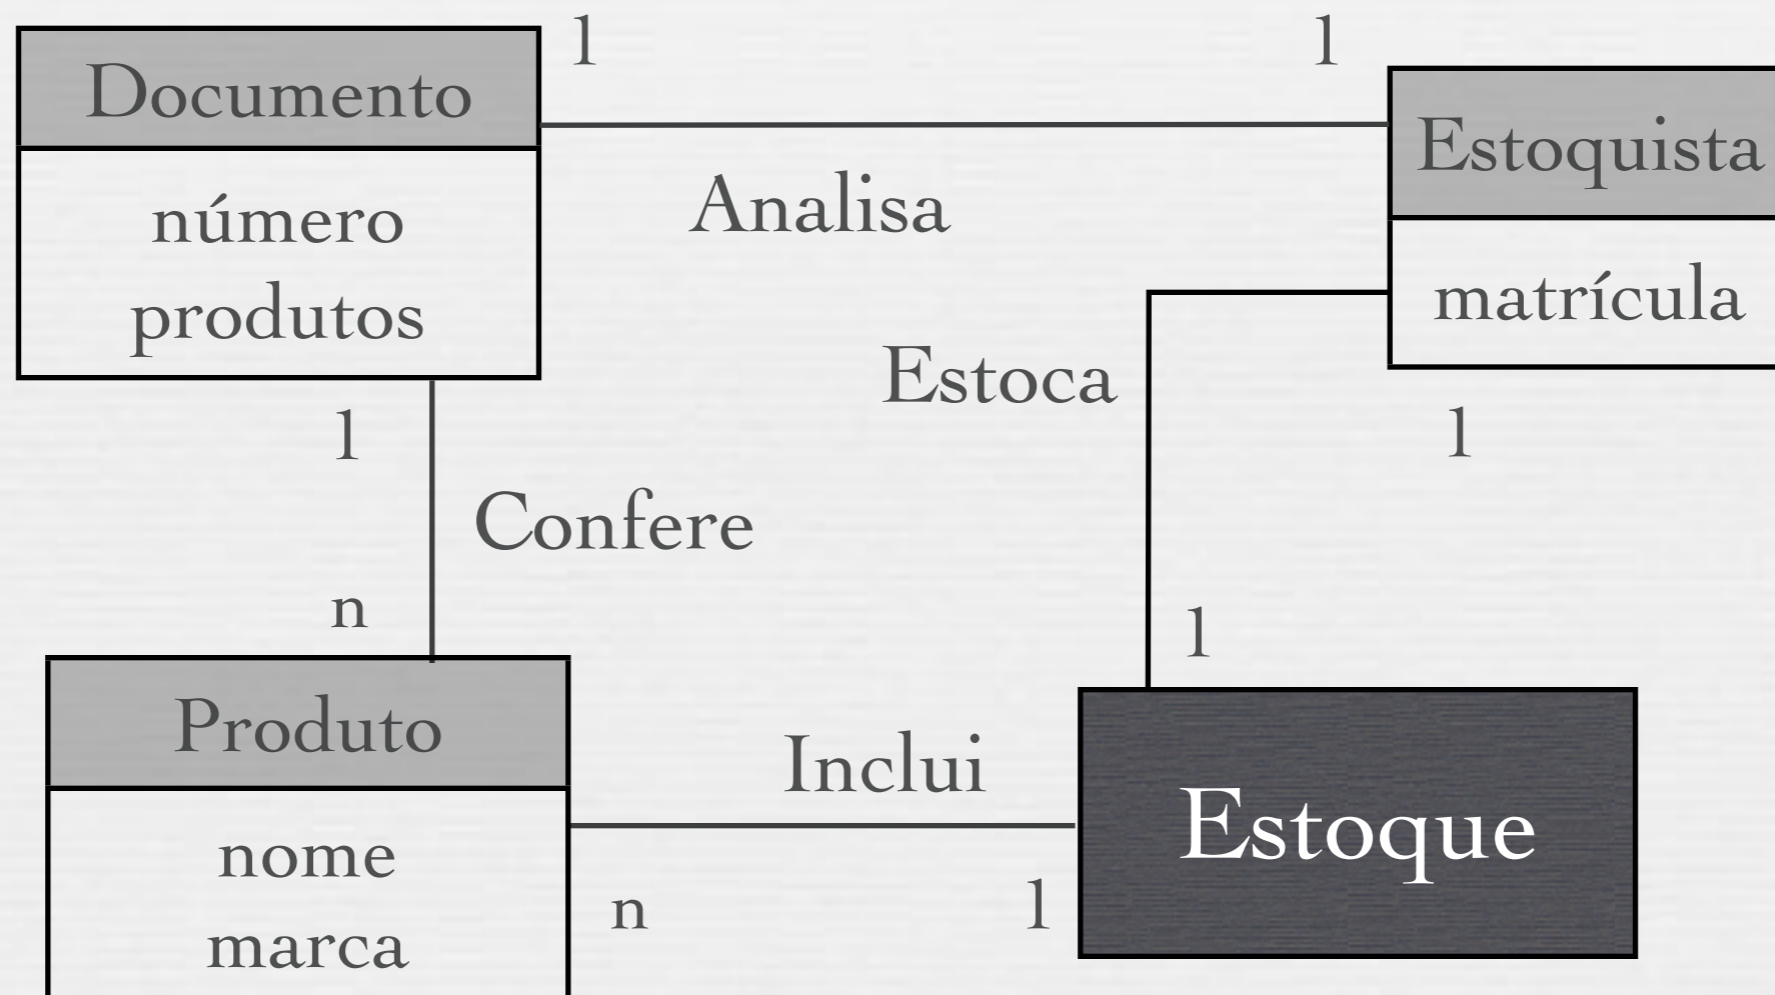 1
1
Documento
Estoquista
número
produtos
Analisa
matrícula
Estoca
1
1
Confere
n
1
Produto
Inclui
Estoque
nome
marca
n
1